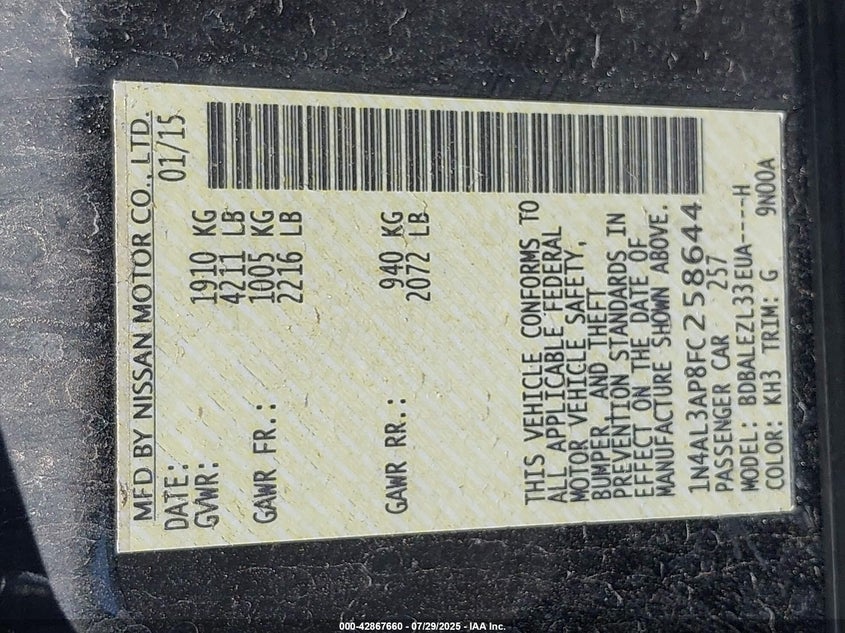 MFD BY NISSAN MOTOR CO., LTD.
DATE: 01/15
GVWR: 1910 KG
4211 LB
GAWR FR.: 1005 KG
2216 LB
GAWR RR.: 940 KG
2072 LB
THIS VEHICLE CONFORMS TO
ALL APPLICABLE FEDERAL
MOTOR VEHICLE SAFETY,
BUMPER, AND THEFT
PREVENTION STANDARDS IN
EFFECT ON THE DATE OF
MANUFACTURE SHOWN ABOVE.
1N4AL3AP8FC258644
PASSENGER CAR 257
MODEL: BDBALEZL33EUA----H
COLOR: KH3 TRIM: G 9N00A
000-42867660 - 07/29/2025 - IAA Inc.